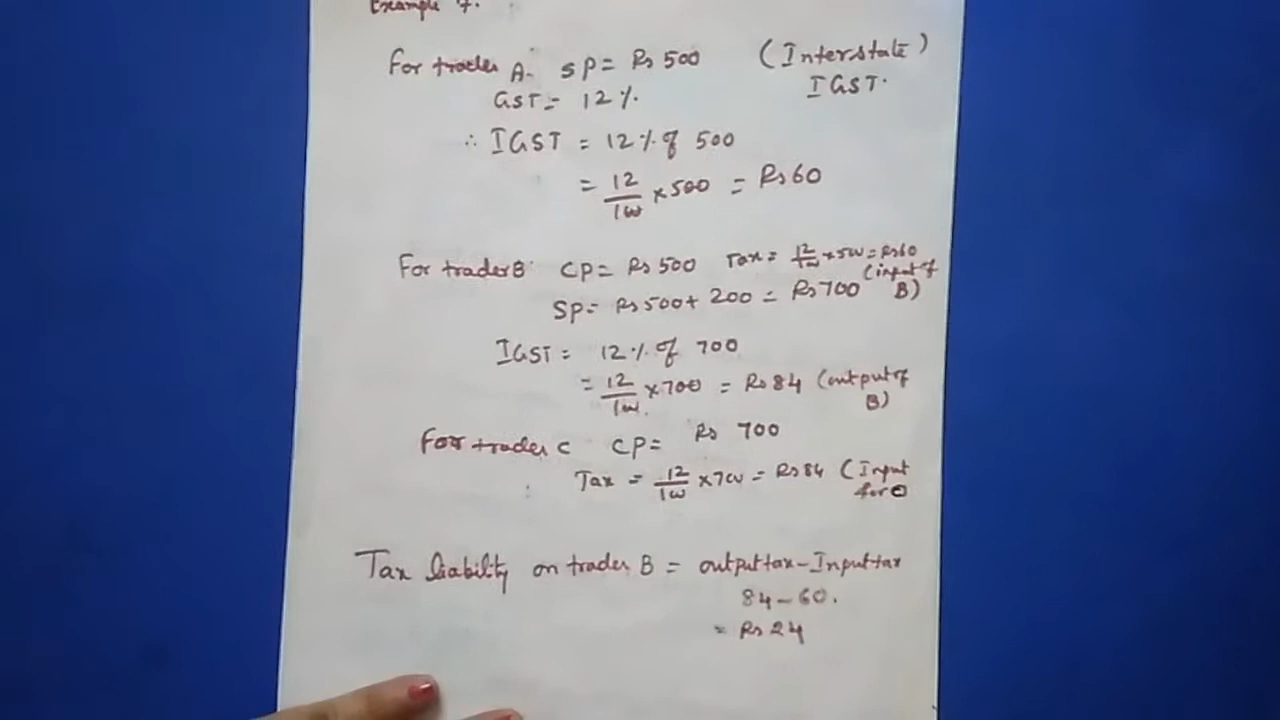 Example 7.
For trader A. SP = Rs 500 (Interstate)
GST = 12% IGST.
∴ IGST = 12% of 500
= 12/100 × 500 = Rs 60
For trader B CP = Rs 500 Tax = 12/100 × 500 = Rs 60
(input of B)
SP = Rs 500 + 200 = Rs 700
IGST = 12% of 700
= 12/100 × 700 = Rs 84 (output of
B)
For trader C CP = Rs 700
Tax = 12/100 × 700 = Rs 84 (Input
for C
Tax liability on trader B = output tax - Input tax
84 - 60.
= Rs 24